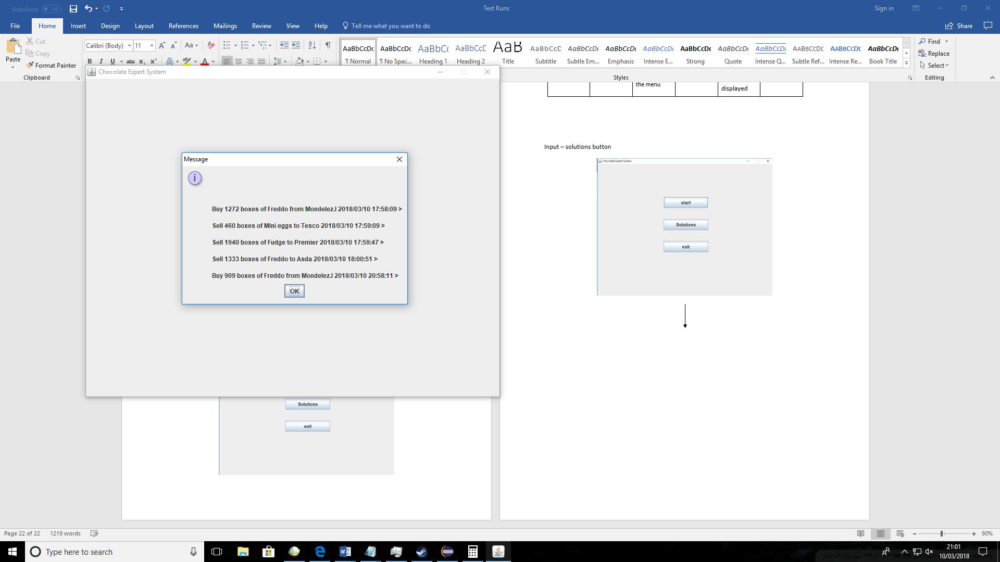 AutoSave Off
Test Runs
Sign in
File Home Insert Design Layout References Mailings Review View Help Tell me what you want to do
Share
Paste
Cut
Copy
Format Painter
Clipboard
Calibri (Body) 11
Aa
B I U abc X₂ X² A A
AaBbCcDc AaBbCcDc AaBbCc AaBbCcD AaB AaBbCcD AaBbCcDc AaBbCcDc AaBbCcDc AaBbCcDc AaBbCcDc AaBbCcDc AABBCCDE AABBCCDE AaBbCcDc
¶ Normal ¶ No Spac... Heading 1 Heading 2 Title Subtitle Subtle Em... Emphasis Intense E... Strong Quote Intense Q... Subtle Ref... Intense Re... Book Title
Styles
Find
Replace
Select
Editing
Chocolate Expert System
Message
Buy 1272 boxes of Freddo from Mondelez.I 2018/03/10 17:58:09 >
Sell 460 boxes of Mini eggs to Tesco 2018/03/10 17:59:09 >
Sell 1940 boxes of Fudge to Premier 2018/03/10 17:59:47 >
Sell 1333 boxes of Freddo to Asda 2018/03/10 18:00:51 >
Buy 909 boxes of Freddo from Mondelez.I 2018/03/10 20:58:11 >
OK
Solutions
exit
the menu
displayed
Input – solutions button
Chocolate Expert System
start
Solutions
exit
Page 22 of 22 1219 words
90%
Type here to search
21:01
10/03/2018